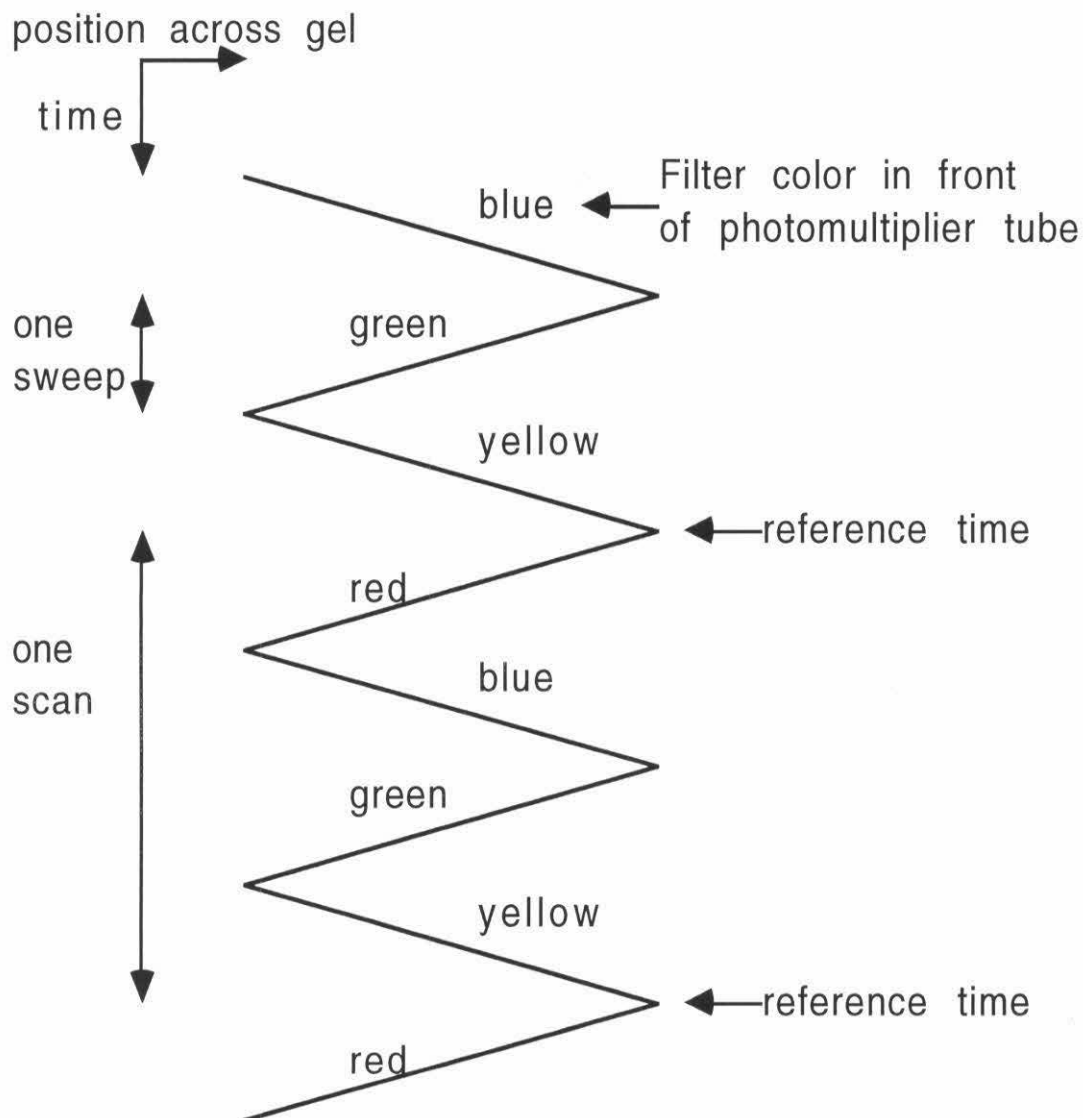 position across gel
time
blue
Filter color in front
of photomultiplier tube
one
sweep
green
yellow
reference time
red
one
scan
blue
green
yellow
reference time
red